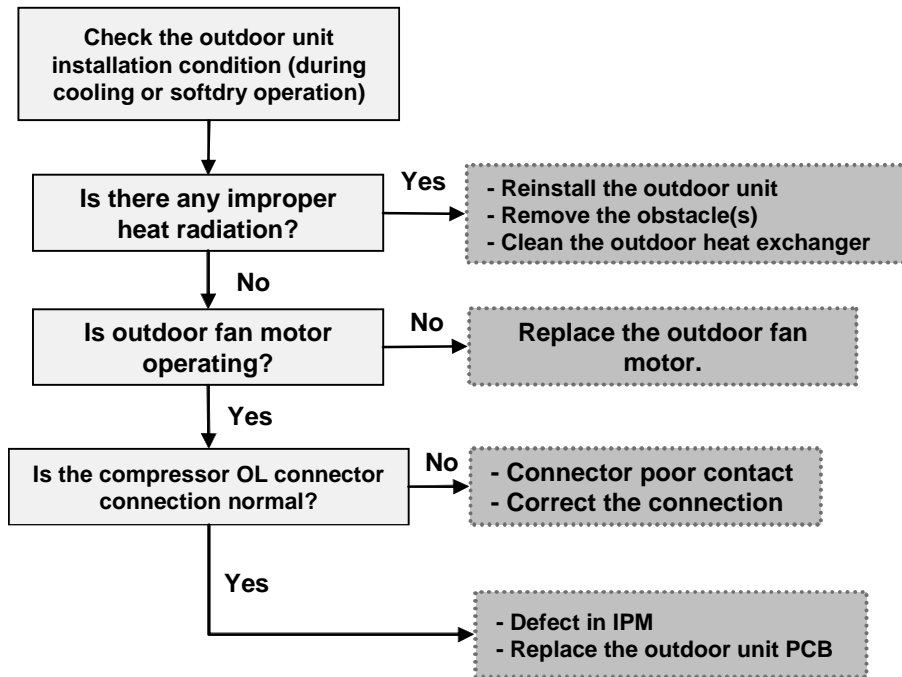 Check the outdoor unit
installation condition (during
cooling or softdry operation)
Is there any improper
heat radiation?
Yes
- Reinstall the outdoor unit
- Remove the obstacle(s)
- Clean the outdoor heat exchanger
No
Is outdoor fan motor
operating?
No
Replace the outdoor fan
motor.
Yes
Is the compressor OL connector
connection normal?
No
- Connector poor contact
- Correct the connection
Yes
- Defect in IPM
- Replace the outdoor unit PCB